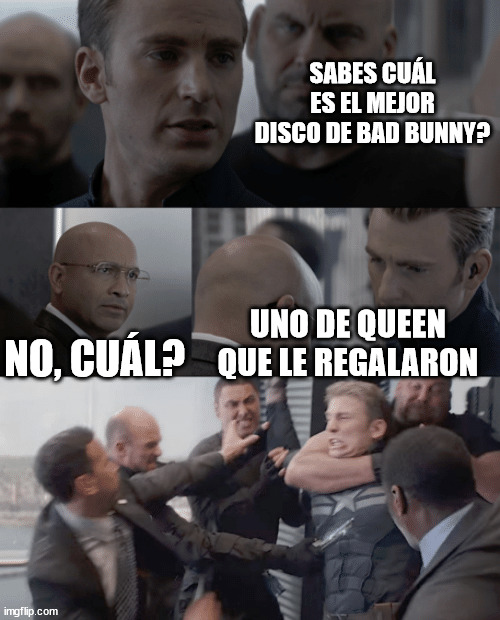 SABES CUÁL
ES EL MEJOR
DISCO DE BAD BUNNY?
NO, CUÁL?
UNO DE QUEEN
QUE LE REGALARON
imgflip.com